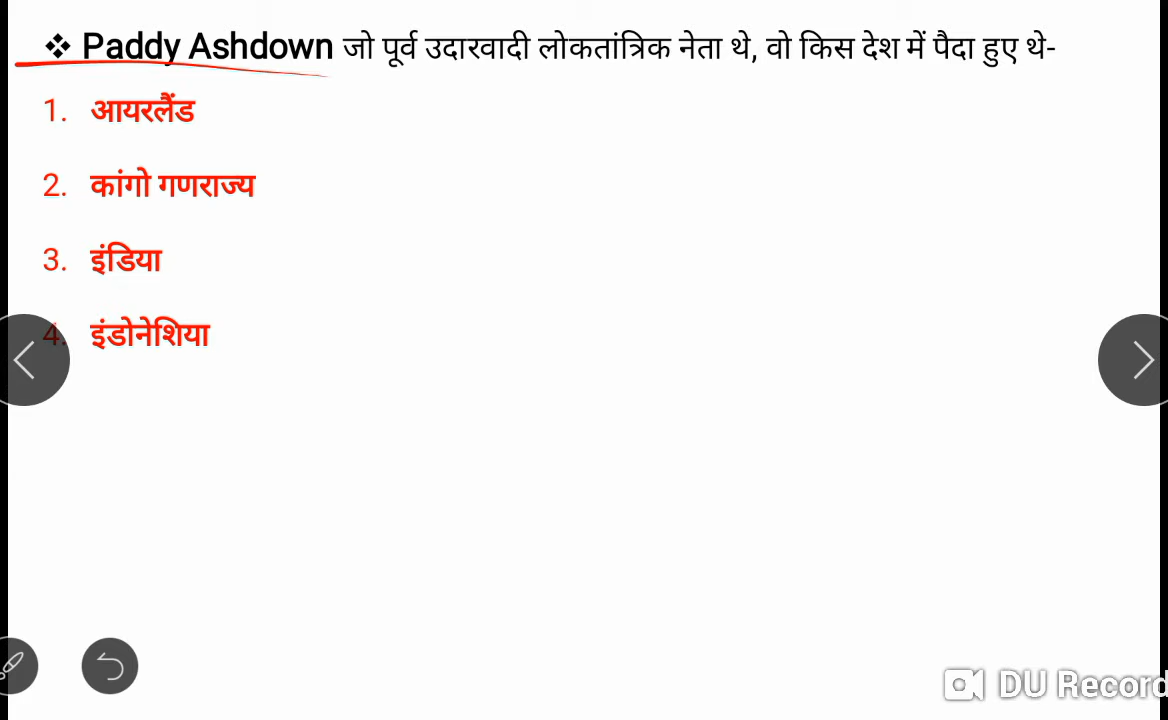 ❖ Paddy Ashdown जो पूर्व उदारवादी लोकतांत्रिक नेता थे, वो किस देश में पैदा हुए थे-
1. आयरलैंड
2. कांगो गणराज्य
3. इंडिया
4. इंडोनेशिया
DU Record